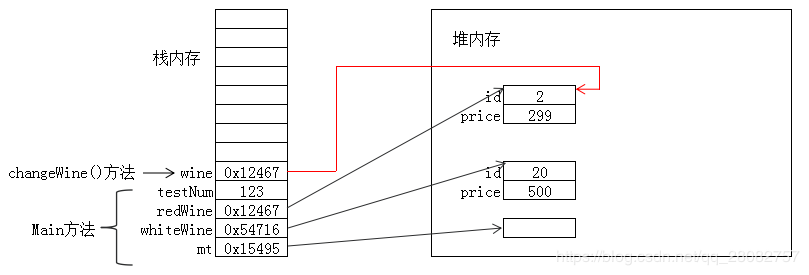 栈内存
堆内存
id 2
price 299
changeWine()方法 wine 0x12467
id 20
testNum 123
price 500
redWine 0x12467
Main方法 whiteWine 0x54716
mt 0x15495